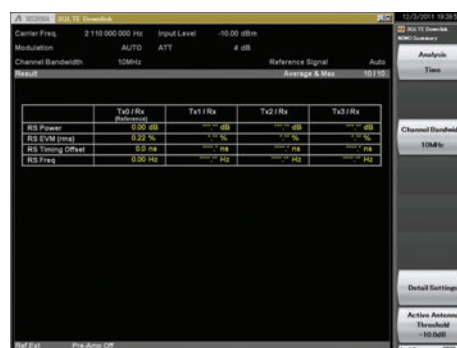 MS2690A 3GLTE Downlink
12/3/2011 19:39:5
Carrier Freq. 2 110 000 000 Hz Input Level -10.00 dBm
3GLTE Downlink
MIMO Summary
Modulation AUTO ATT 4 dB
Analysis
Time
Channel Bandwidth 10MHz Reference Signal Auto
Result Average & Max 10 / 10
Tx0 / Rx Tx1 / Rx Tx2 / Rx Tx3 / Rx
(Reference)
RS Power 0.00 dB ***.** dB ***.** dB ***.** dB
RS EVM (rms) 0.22 % *.** % *.** % *.** %
RS Timing Offset 0.0 ns ****.* ns ****.* ns ****.* ns
RS Freq 0.00 Hz ****.** Hz ****.** Hz ****.** Hz
Channel Bandwid
10MHz
Detail Settings
Active Antenna
Threshold
-10.0dB
Ref.Ext Pre-Amp Off